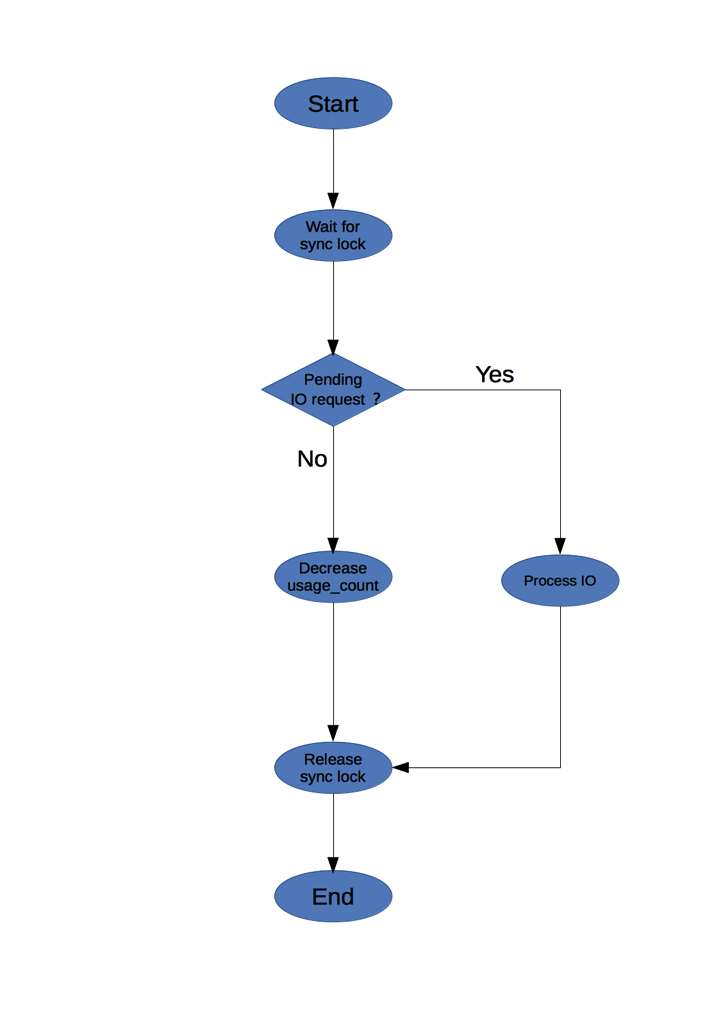 Start
Wait for
sync lock
Pending
IO request ?
Yes
No
Decrease
usage_count
Process IO
Release
sync lock
End